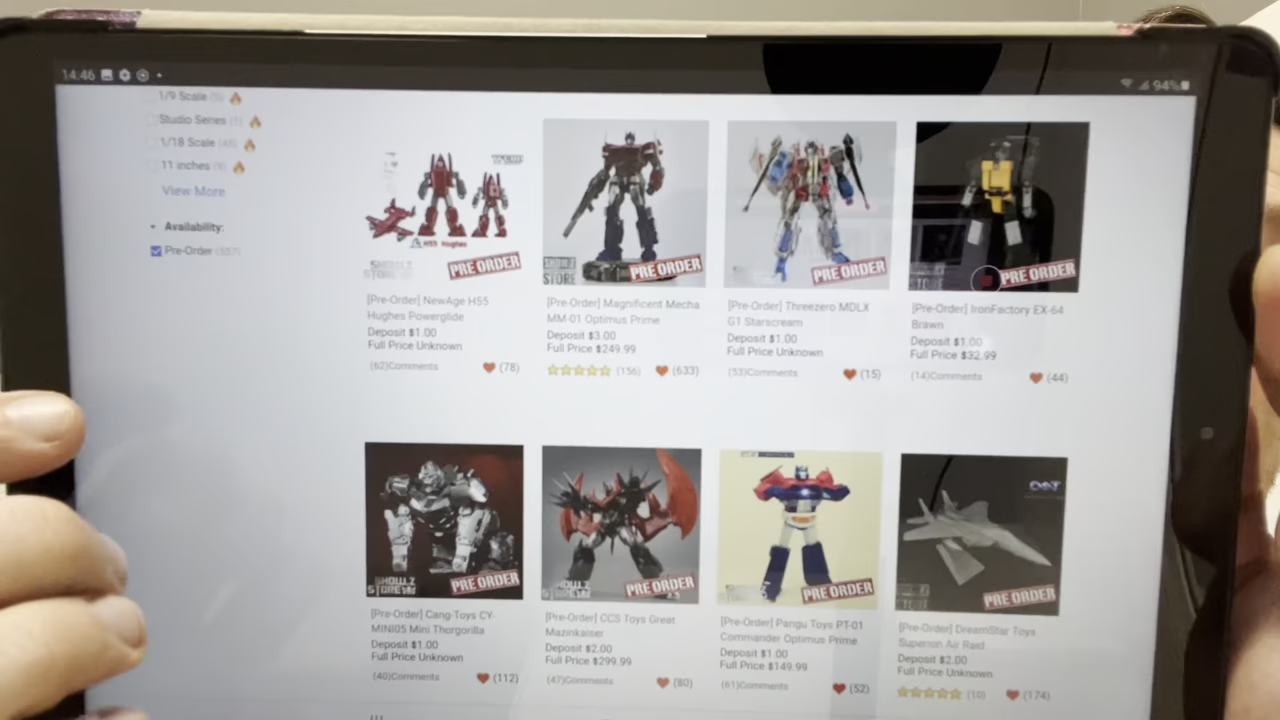 14:46
94%
1/9 Scale
Studio Series (1)
1/18 Scale (45)
11 inches (9)
View More
Availability:
Pre-Order (557)
H55 Hughes
PRE ORDER
STORE
PRE ORDER
PRE ORDER
PRE ORDER
[Pre-Order] NewAge H55
Hughes Powerglide
Deposit $1.00
Full Price Unknown
(62)Comments
(78)
[Pre-Order] Magnificent Mecha
MM-01 Optimus Prime
Deposit $3.00
Full Price $249.99
(156)
(633)
[Pre-Order] Threezero MDLX
G1 Starscream
Deposit $1.00
Full Price Unknown
(53)Comments
(15)
[Pre-Order] IronFactory EX-64
Brawn
Deposit $1.00
Full Price $32.99
(14)Comments
(44)
PRE ORDER
PRE ORDER
PRE ORDER
PRE ORDER
[Pre-Order] Cang-Toys CY-
MINI05 Mini Thorgorilla
Deposit $1.00
Full Price Unknown
(40)Comments
(112)
[Pre-Order] CCS Toys Great
Mazinkaiser
Deposit $2.00
Full Price $299.99
(47)Comments
(80)
[Pre-Order] Pangu Toys PT-01
Commander Optimus Prime
Deposit $1.00
Full Price $149.99
(61)Comments
(52)
[Pre-Order] DreamStar Toys
Superion Air Raid
Deposit $2.00
Full Price Unknown
(10)
(174)